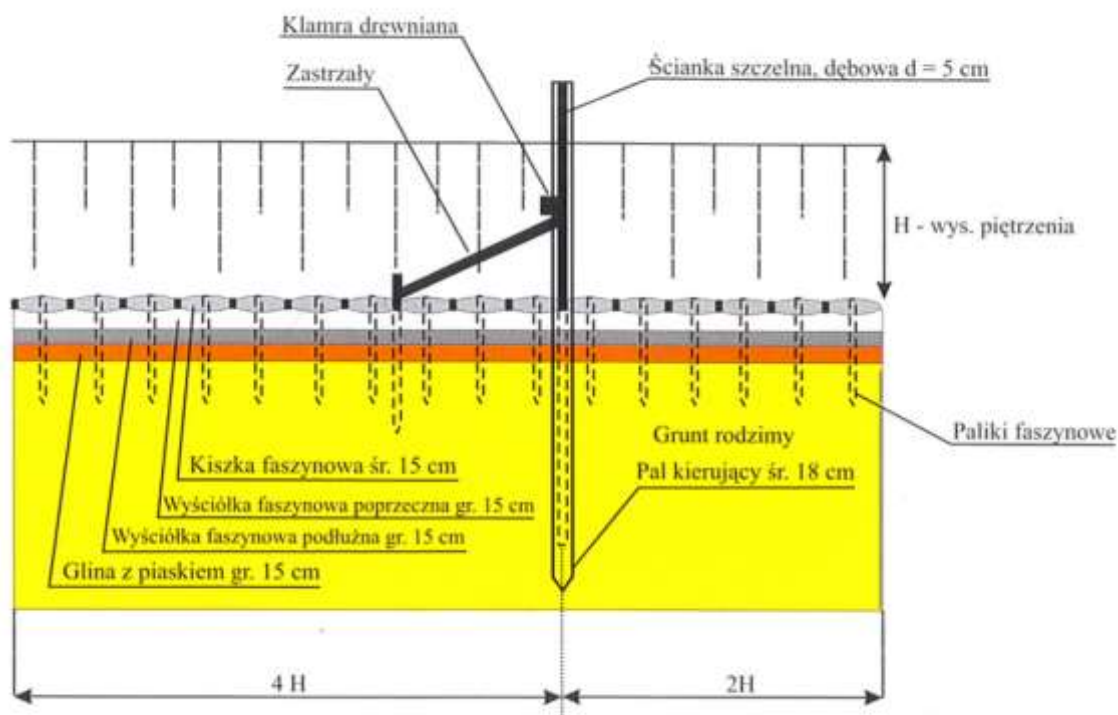 Klamra drewniana
Ścianka szczelna, dębowa d = 5 cm
Zastrzały
H - wys. piętrzenia
Grunt rodzimy
Paliki faszynowe
Kiszka faszynowa śr. 15 cm
Pal kierujący śr. 18 cm
Wyściółka faszynowa poprzeczna gr. 15 cm
Wyściółka faszynowa podłużna gr. 15 cm
Glina z piaskiem gr. 15 cm
4 H
2H